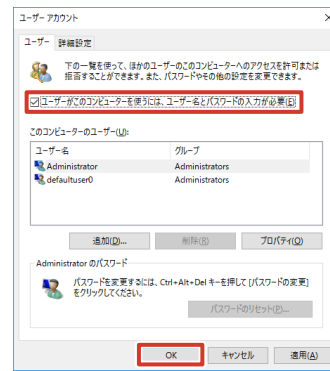 ユーザー アカウント
ユーザー 詳細設定
下の一覧を使って、ほかのユーザーのこのコンピューターへのアクセスを許可または
拒否することができます。また、パスワードやその他の設定を変更できます。
ユーザーがこのコンピューターを使うには、ユーザー名とパスワードの入力が必要(E)
このコンピューターのユーザー(U):
ユーザー名 グループ
Administrator Administrators
defaultuser0 Administrators
追加(D)... 削除(R) プロパティ(O)
Administrator のパスワード
パスワードを変更するには、Ctrl+Alt+Del キーを押して [パスワードの変更]
をクリックしてください。
パスワードのリセット(P)...
OK キャンセル 適用(A)